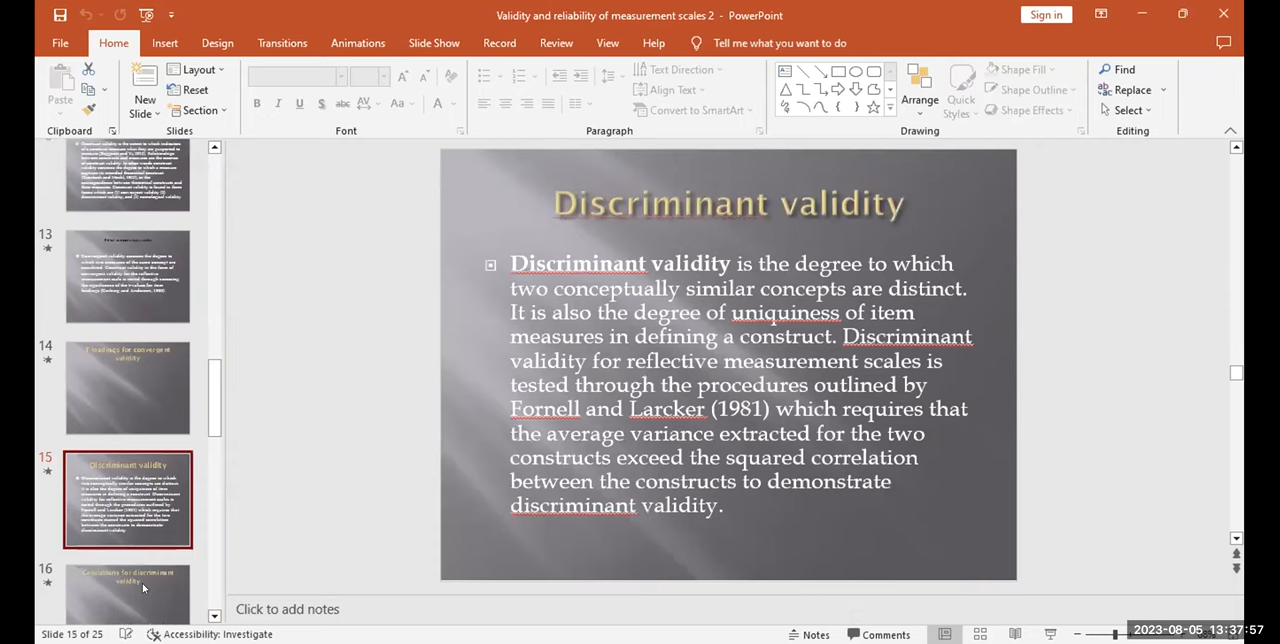 Validity and reliability of measurement scales 2 - PowerPoint
Sign in
File Home Insert Design Transitions Animations Slide Show Record Review View Help Tell me what you want to do
Paste
Clipboard
New Slide
Layout
Reset
Section
Slides
B I U S abc AV Aa A
Font
Text Direction
Align Text
Convert to SmartArt
Paragraph
Arrange
Quick Styles
Shape Fill
Shape Outline
Shape Effects
Drawing
Find
Replace
Select
Editing
13
14
T loadings for convergent
validity
15
Discriminant validity
16
validity
Discriminant validity
Discriminant validity is the degree to which
two conceptually similar concepts are distinct.
It is also the degree of uniquiness of item
measures in defining a construct. Discriminant
validity for reflective measurement scales is
tested through the procedures outlined by
Fornell and Larcker (1981) which requires that
the average variance extracted for the two
constructs exceed the squared correlation
between the constructs to demonstrate
discriminant validity.
Click to add notes
Slide 15 of 25 Accessibility: Investigate Notes Comments
2023-08-05, 13:37:57